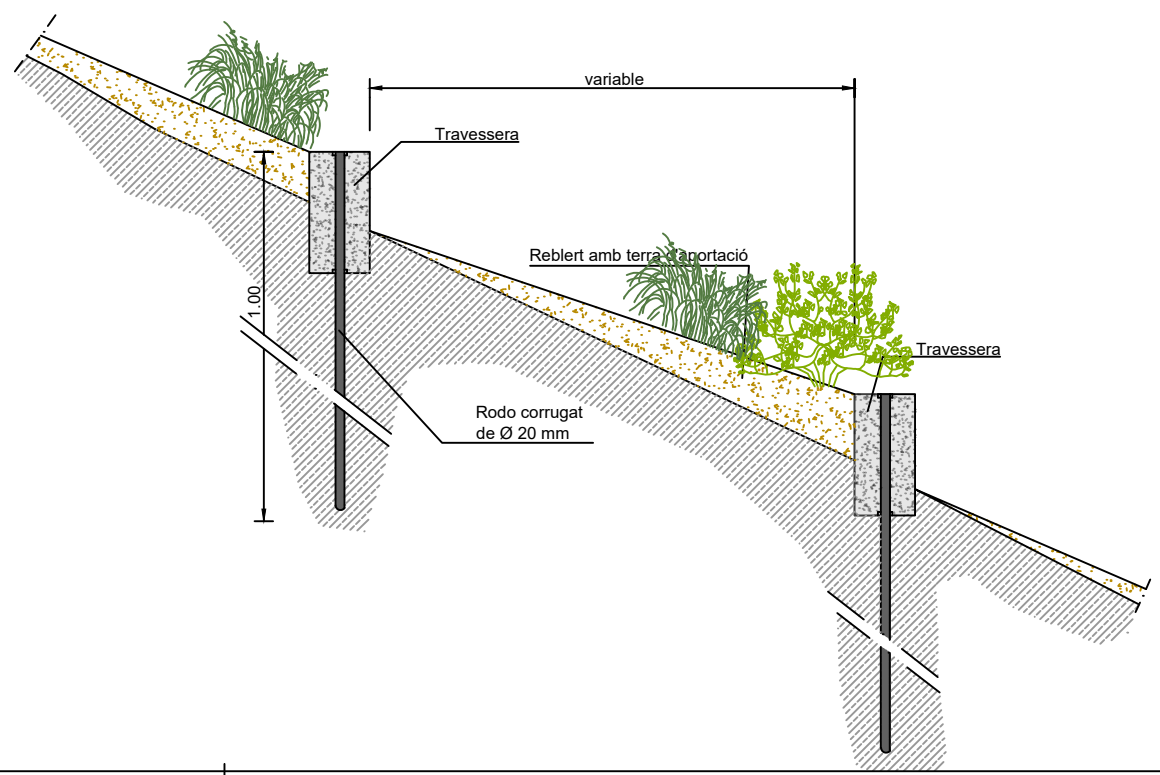 variable
Travessera
Reblert amb terra d'aportació
1.00
Travessera
Rodo corrugat
de Ø 20 mm